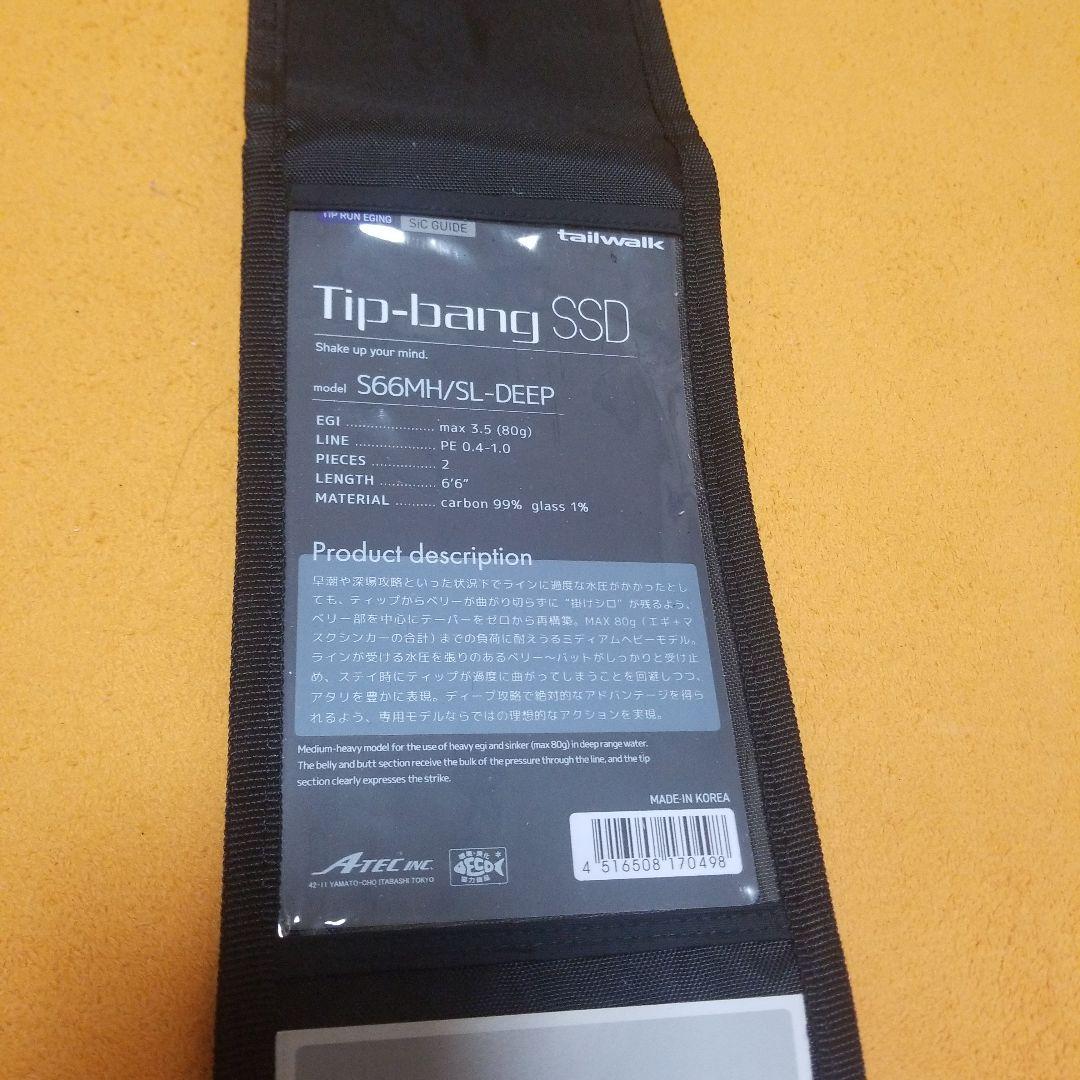 TIP RUN EGING SiC GUIDE
tailwalk
Tip-bang SSD
Shake up your mind.
model S66MH/SL-DEEP
EGI ...................... max 3.5 (80g)
LINE .................... PE 0.4-1.0
PIECES ................ 2
LENGTH .............. 6'6"
MATERIAL .......... carbon 99% glass 1%
Product description
早潮や深場攻略といった状況下でラインに過度な水圧がかかったとし
ても、ティップからベリーが曲がり切らずに“掛けシロ”が残るよう、
ベリー部を中心にテーパーをゼロから再構築。MAX 80g（エギ+マ
スクシンカーの合計）までの負荷に耐えうるミディアムヘビーモデル。
ラインが受ける水圧を張りのあるベリー〜バットがしっかりと受け止
め、ステイ時にティップが過度に曲がってしまうことを回避しつつ、
アタリを豊かに表現。ディープ攻略で絶対的なアドバンテージを得ら
れるよう、専用モデルならではの理想的なアクションを実現。
Medium-heavy model for the use of heavy egi and sinker (max 80g) in deep range water.
The belly and butt section receive the bulk of the pressure through the line, and the tip
section clearly expresses the strike.
MADE-IN KOREA
4 516508 170498
A-TEC INC.
42-11 YAMATO-CHO ITABASHI TOKYO
ECO